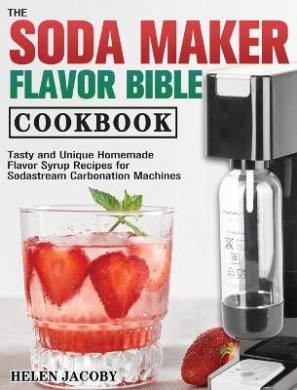 THE
SODA MAKER
FLAVOR BIBLE
COOKBOOK
Tasty and Unique Homemade
Flavor Syrup Recipes for
Sodastream Carbonation Machines
HELEN JACOBY